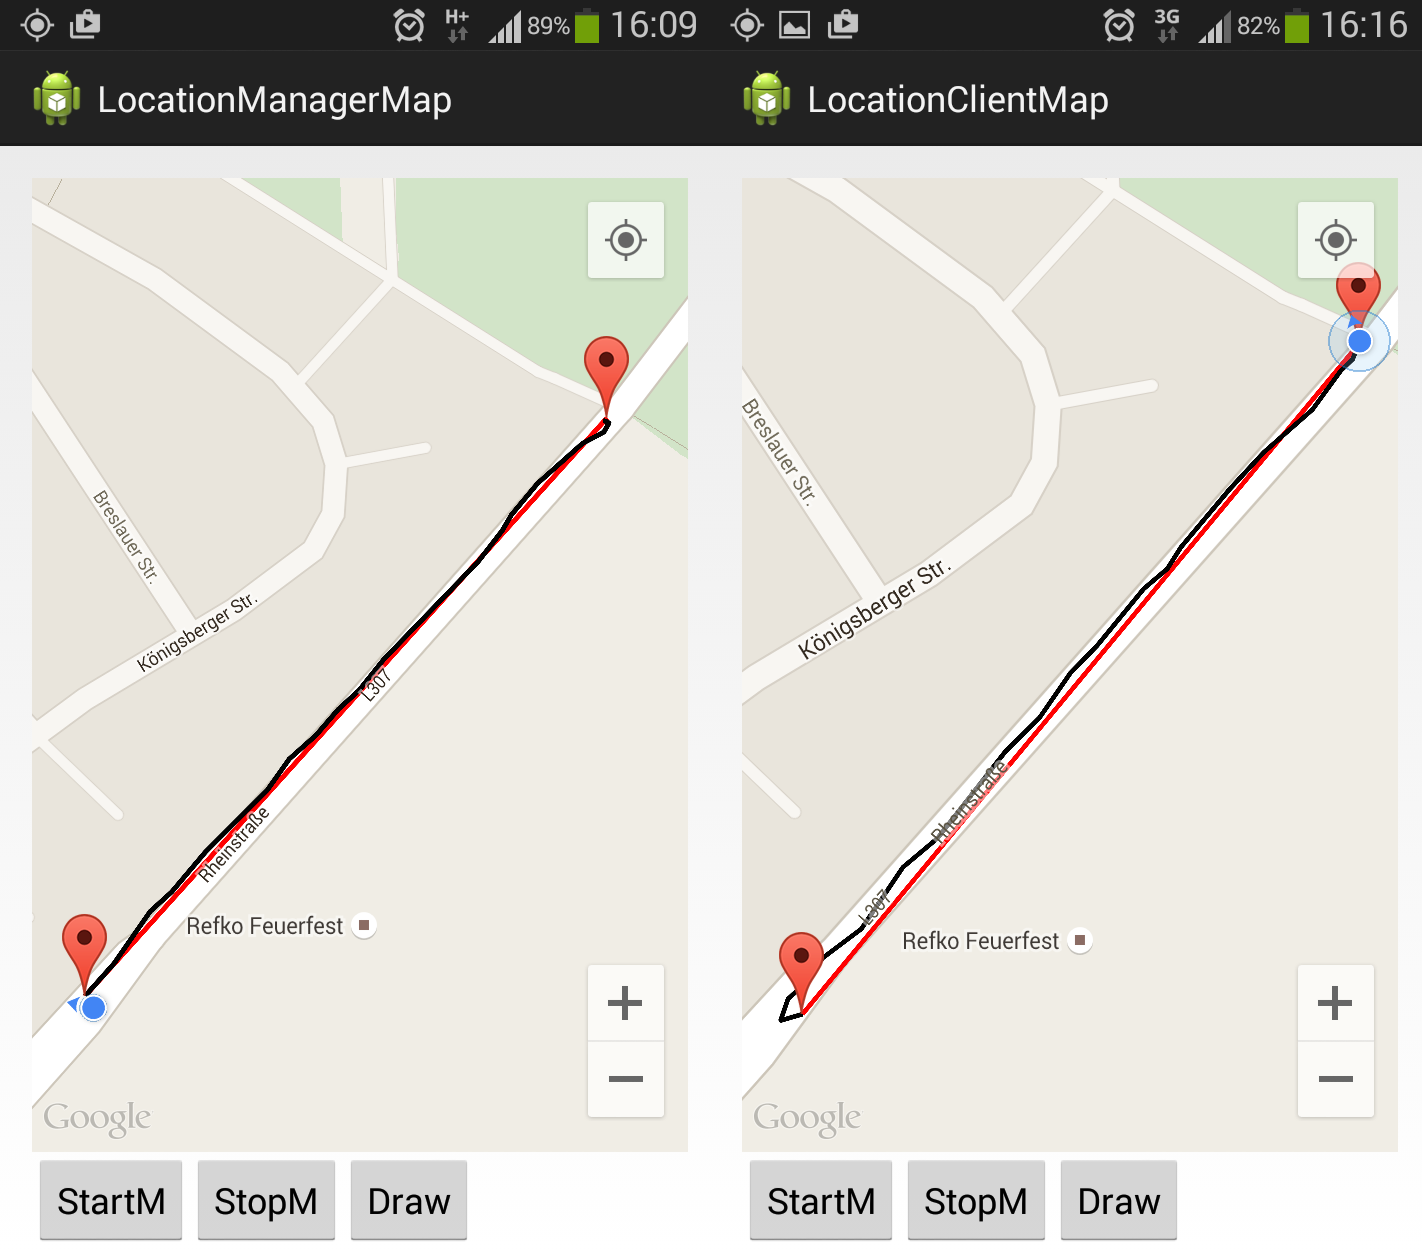 H+ 89% 16:09
LocationManagerMap
Breslauer Str.
Königsberger Str.
L307
Rheinstraße
Refko Feuerfest
Google
StartM StopM Draw
3G 82% 16:16
LocationClientMap
Breslauer Str.
Königsberger Str.
Rheinstraße
L307
Refko Feuerfest
Google
StartM StopM Draw